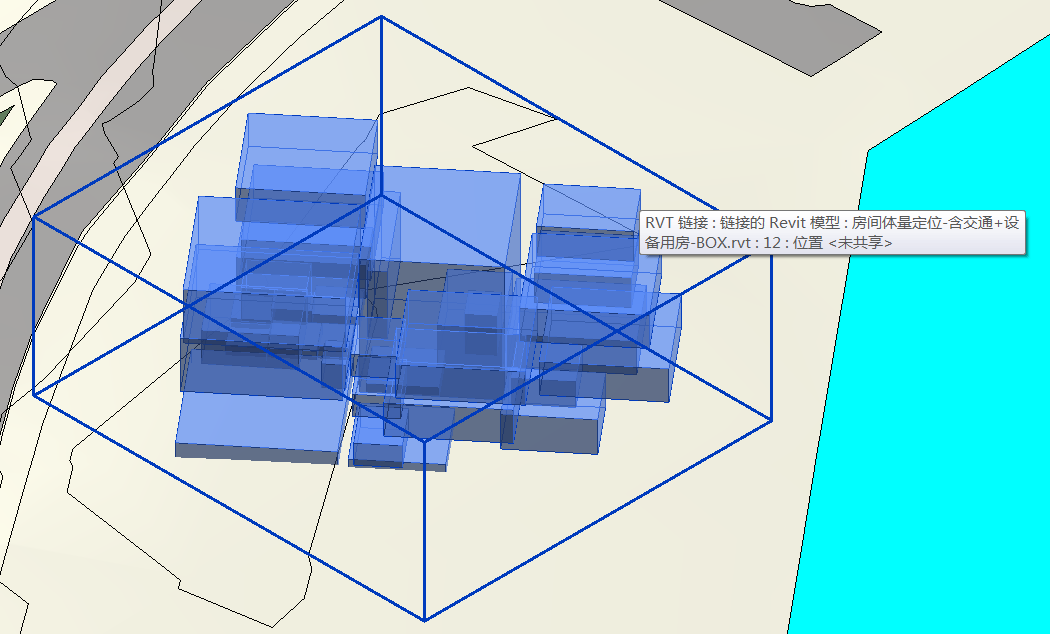 RVT 链接 : 链接的 Revit 模型 : 房间体量定位-含交通+设
备用房-BOX.rvt : 12 : 位置 <未共享>